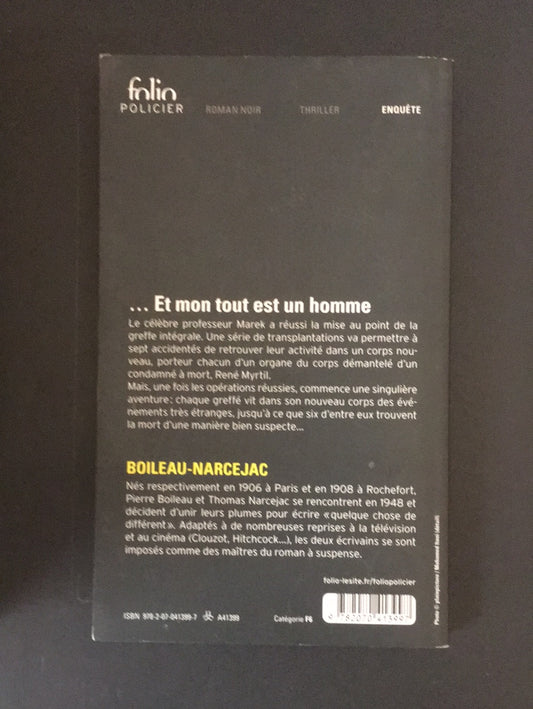 folio
POLICIER ROMAN NOIR THRILLER ENQUÊTE
... Et mon tout est un homme
Le célèbre professeur Marek a réussi la mise au point de la
greffe intégrale. Une série de transplantations va permettre à
sept accidentés de retrouver leur activité dans un corps nou-
veau, porteur chacun d'un organe du corps démantelé d'un
condamné à mort, René Myrtil.
Mais, une fois les opérations réussies, commence une singulière
aventure : chaque greffé vit dans son nouveau corps des évé-
nements très étranges, jusqu'à ce que six d'entre eux trouvent
la mort d'une manière bien suspecte...
BOILEAU-NARCEJAC
Nés respectivement en 1906 à Paris et en 1908 à Rochefort,
Pierre Boileau et Thomas Narcejac se rencontrent en 1948 et
décident d'unir leurs plumes pour écrire « quelque chose de
différent ». Adaptés à de nombreuses reprises à la télévision
et au cinéma (Clouzot, Hitchcock...), les deux écrivains se sont
imposés comme des maîtres du roman à suspense.
folio-lesite.fr/foliopolicier
ISBN 978-2-07-041399-7 A41399 Catégorie F6
9 782070 413997
Photo © plainpicture / Mohamad Itani (détail).